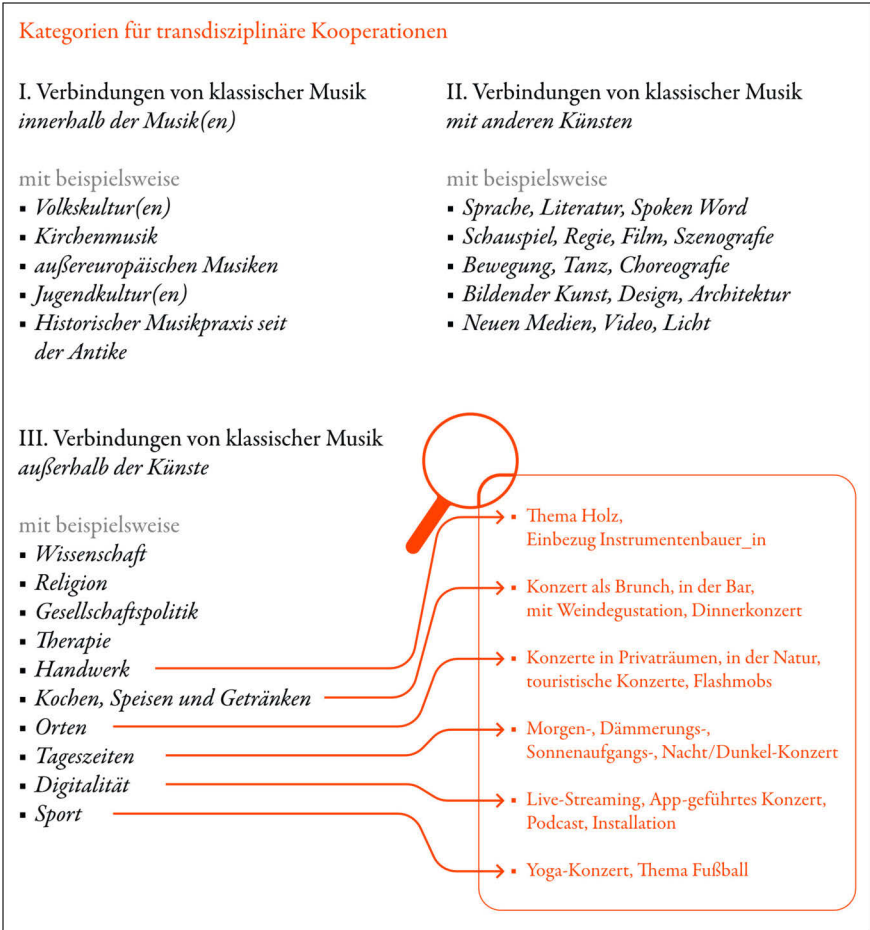 Kategorien für transdisziplinäre Kooperationen
I. Verbindungen von klassischer Musik
innerhalb der Musik(en)
mit beispielsweise
▪ Volkskultur(en)
▪ Kirchenmusik
▪ außereuropäischen Musiken
▪ Jugendkultur(en)
▪ Historischer Musikpraxis seit
der Antike
II. Verbindungen von klassischer Musik
mit anderen Künsten
mit beispielsweise
▪ Sprache, Literatur, Spoken Word
▪ Schauspiel, Regie, Film, Szenografie
▪ Bewegung, Tanz, Choreografie
▪ Bildender Kunst, Design, Architektur
▪ Neuen Medien, Video, Licht
III. Verbindungen von klassischer Musik
außerhalb der Künste
mit beispielsweise
▪ Wissenschaft
▪ Religion
▪ Gesellschaftspolitik
▪ Therapie
▪ Handwerk
▪ Kochen, Speisen und Getränken
▪ Orten
▪ Tageszeiten
▪ Digitalität
▪ Sport
▪ Thema Holz,
Einbezug Instrumentenbauer_in
▪ Konzert als Brunch, in der Bar,
mit Weindegustation, Dinnerkonzert
▪ Konzerte in Privaträumen, in der Natur,
touristische Konzerte, Flashmobs
▪ Morgen-, Dämmerungs-,
Sonnenaufgangs-, Nacht/Dunkel-Konzert
▪ Live-Streaming, App-geführtes Konzert,
Podcast, Installation
▪ Yoga-Konzert, Thema Fußball